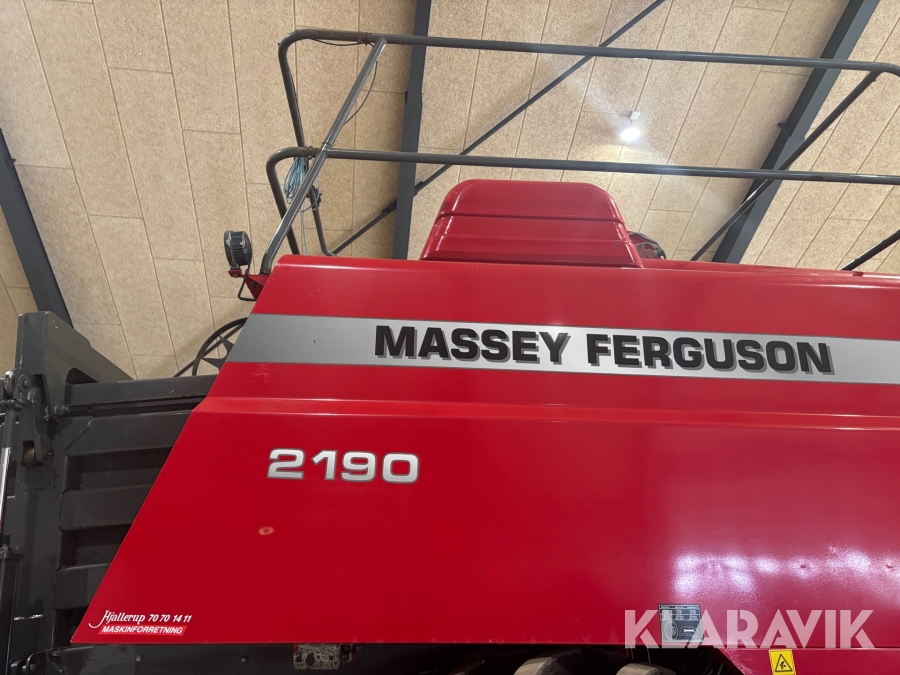 MASSEY FERGUSON
2190
Hjallerup 70 70 14 11
MASKINFORRETNING
KLARAVIK